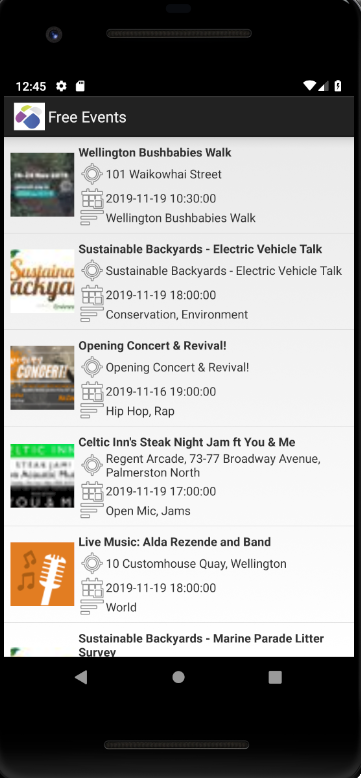 12:45
Free Events
Wellington Bushbabies Walk
101 Waikowhai Street
2019-11-19 10:30:00
Wellington Bushbabies Walk
Sustainable Backyards - Electric Vehicle Talk
Sustainable Backyards - Electric Vehicle Talk
2019-11-19 18:00:00
Conservation, Environment
Opening Concert & Revival!
Opening Concert & Revival!
2019-11-16 19:00:00
Hip Hop, Rap
CONCERT!
Celtic Inn's Steak Night Jam ft You & Me
Regent Arcade, 73-77 Broadway Avenue,
Palmerston North
2019-11-19 17:00:00
Open Mic, Jams
Live Music: Alda Rezende and Band
10 Customhouse Quay, Wellington
2019-11-19 18:00:00
World
Sustainable Backyards - Marine Parade Litter
Survey